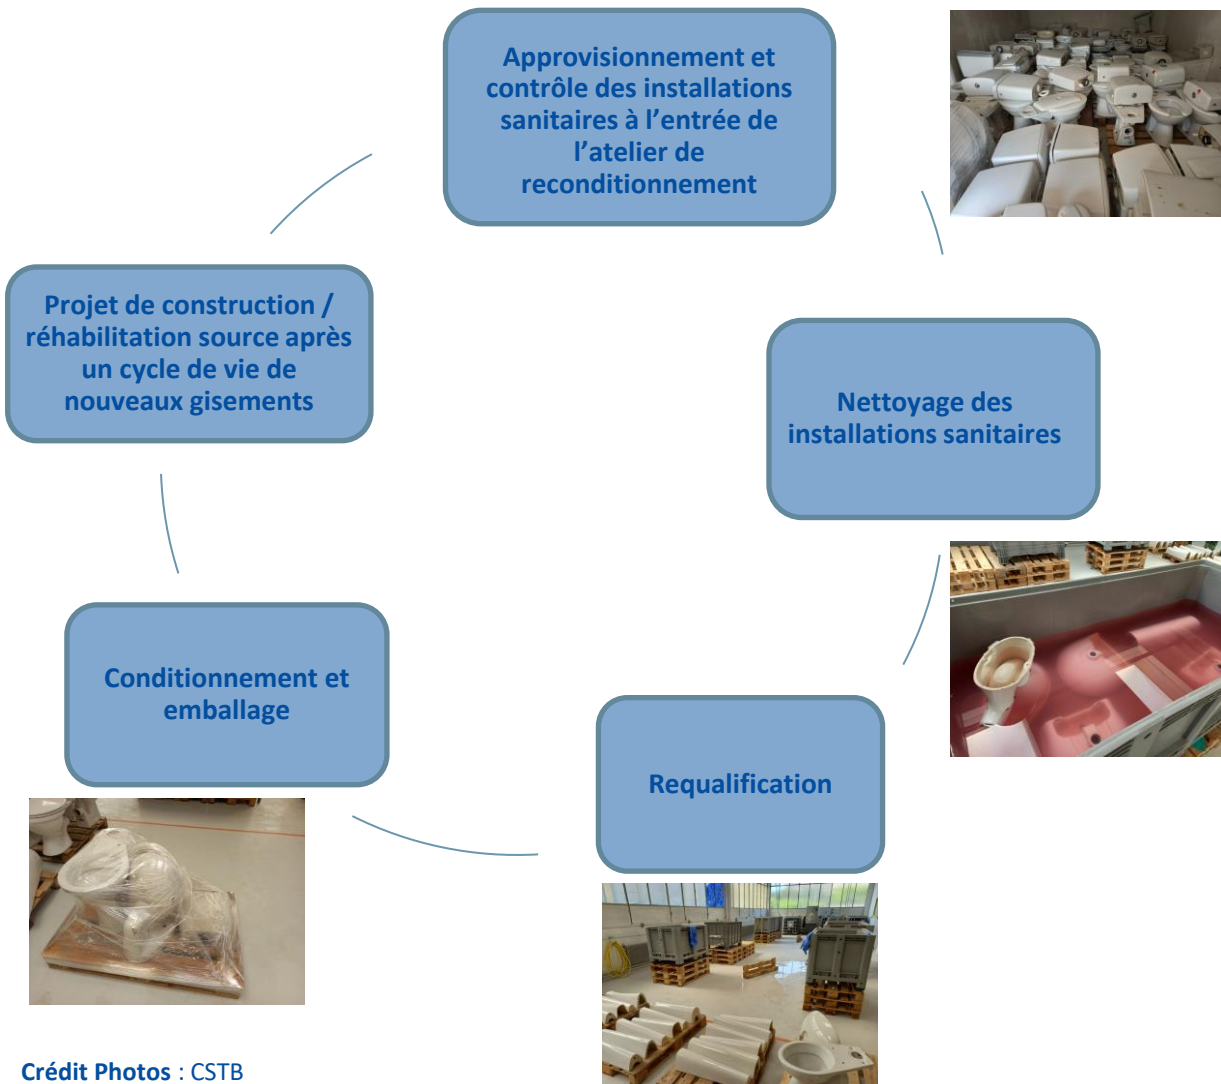 Approvisionnement et
contrôle des installations
sanitaires à l’entrée de
l’atelier de
reconditionnement
Projet de construction /
réhabilitation source après
un cycle de vie de
nouveaux gisements
Nettoyage des
installations sanitaires
Conditionnement et
emballage
Requalification
Crédit Photos : CSTB